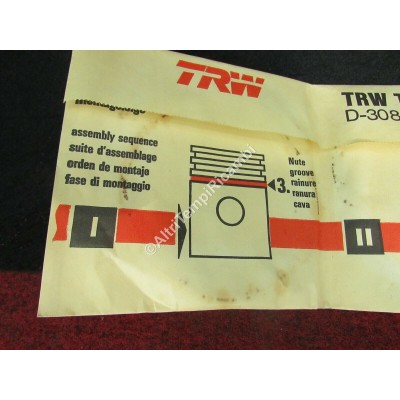 TRW
TRW T
D-308
assembly sequence
suite d'assemblage
orden de montaje
fase di montaggio
Nute
groove
rainure
ranura
cava
3.
I
II
AltriTempiRicambi